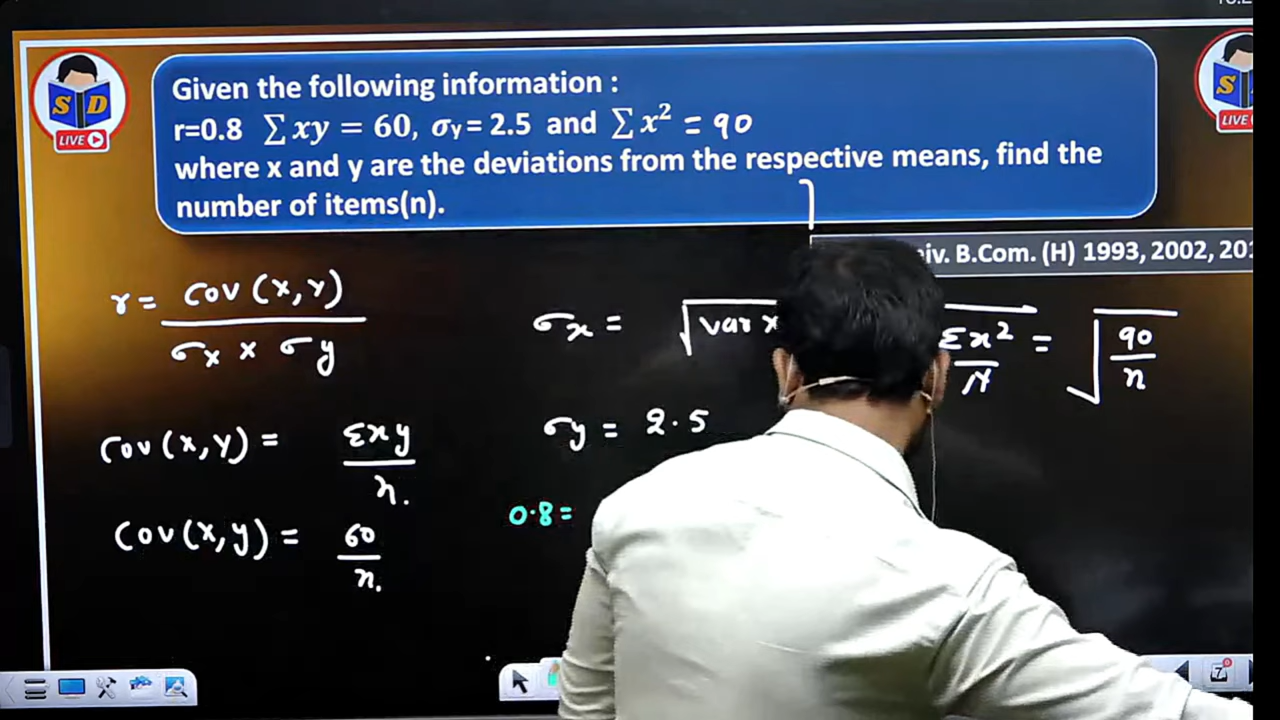 Given the following information :
r=0.8 ∑xy = 60, σy = 2.5 and ∑x² = 90
where x and y are the deviations from the respective means, find the
number of items(n).
S D
LIVE
S
LIVE
iv. B.Com. (H) 1993, 2002, 20
r = Cov (x,y) / σx × σy
σx = √var x
Σx²/N = √90/n
Cov (x,y) = Σxy / n.
σy = 2.5
0.8 =
Cov (x,y) = 60 / n.
7